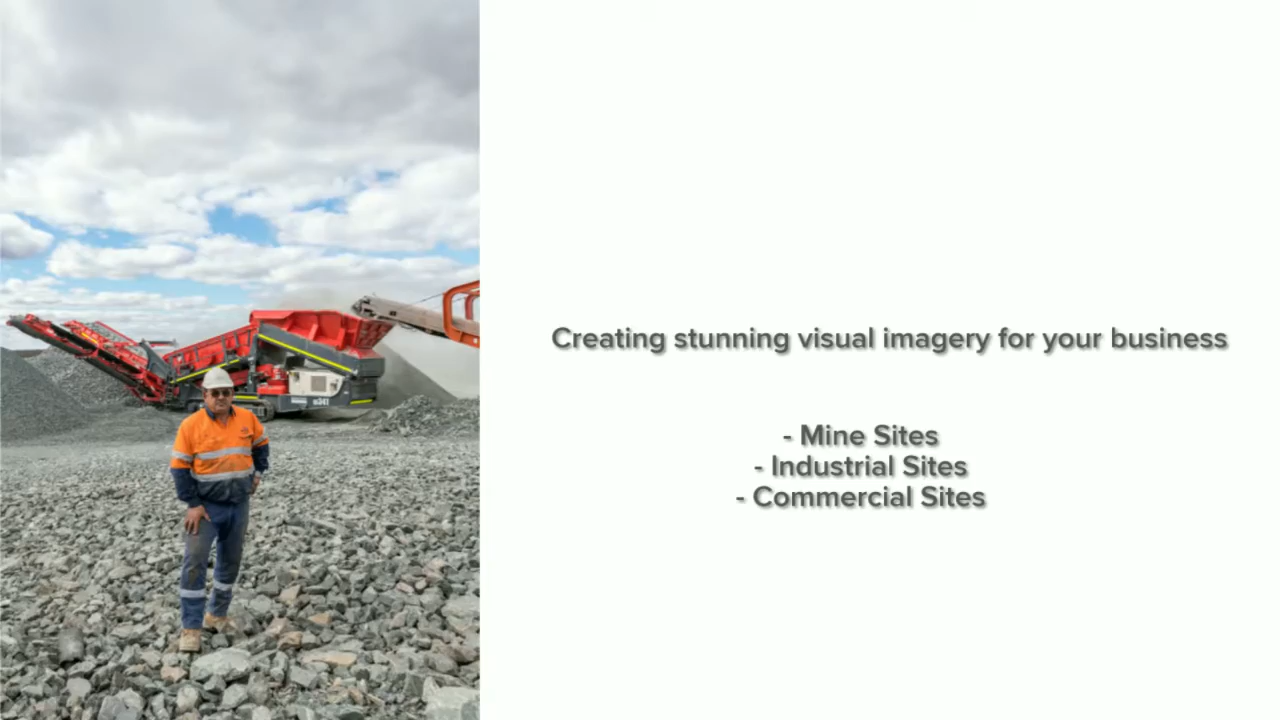 Creating stunning visual imagery for your business
- Mine Sites
- Industrial Sites
- Commercial Sites